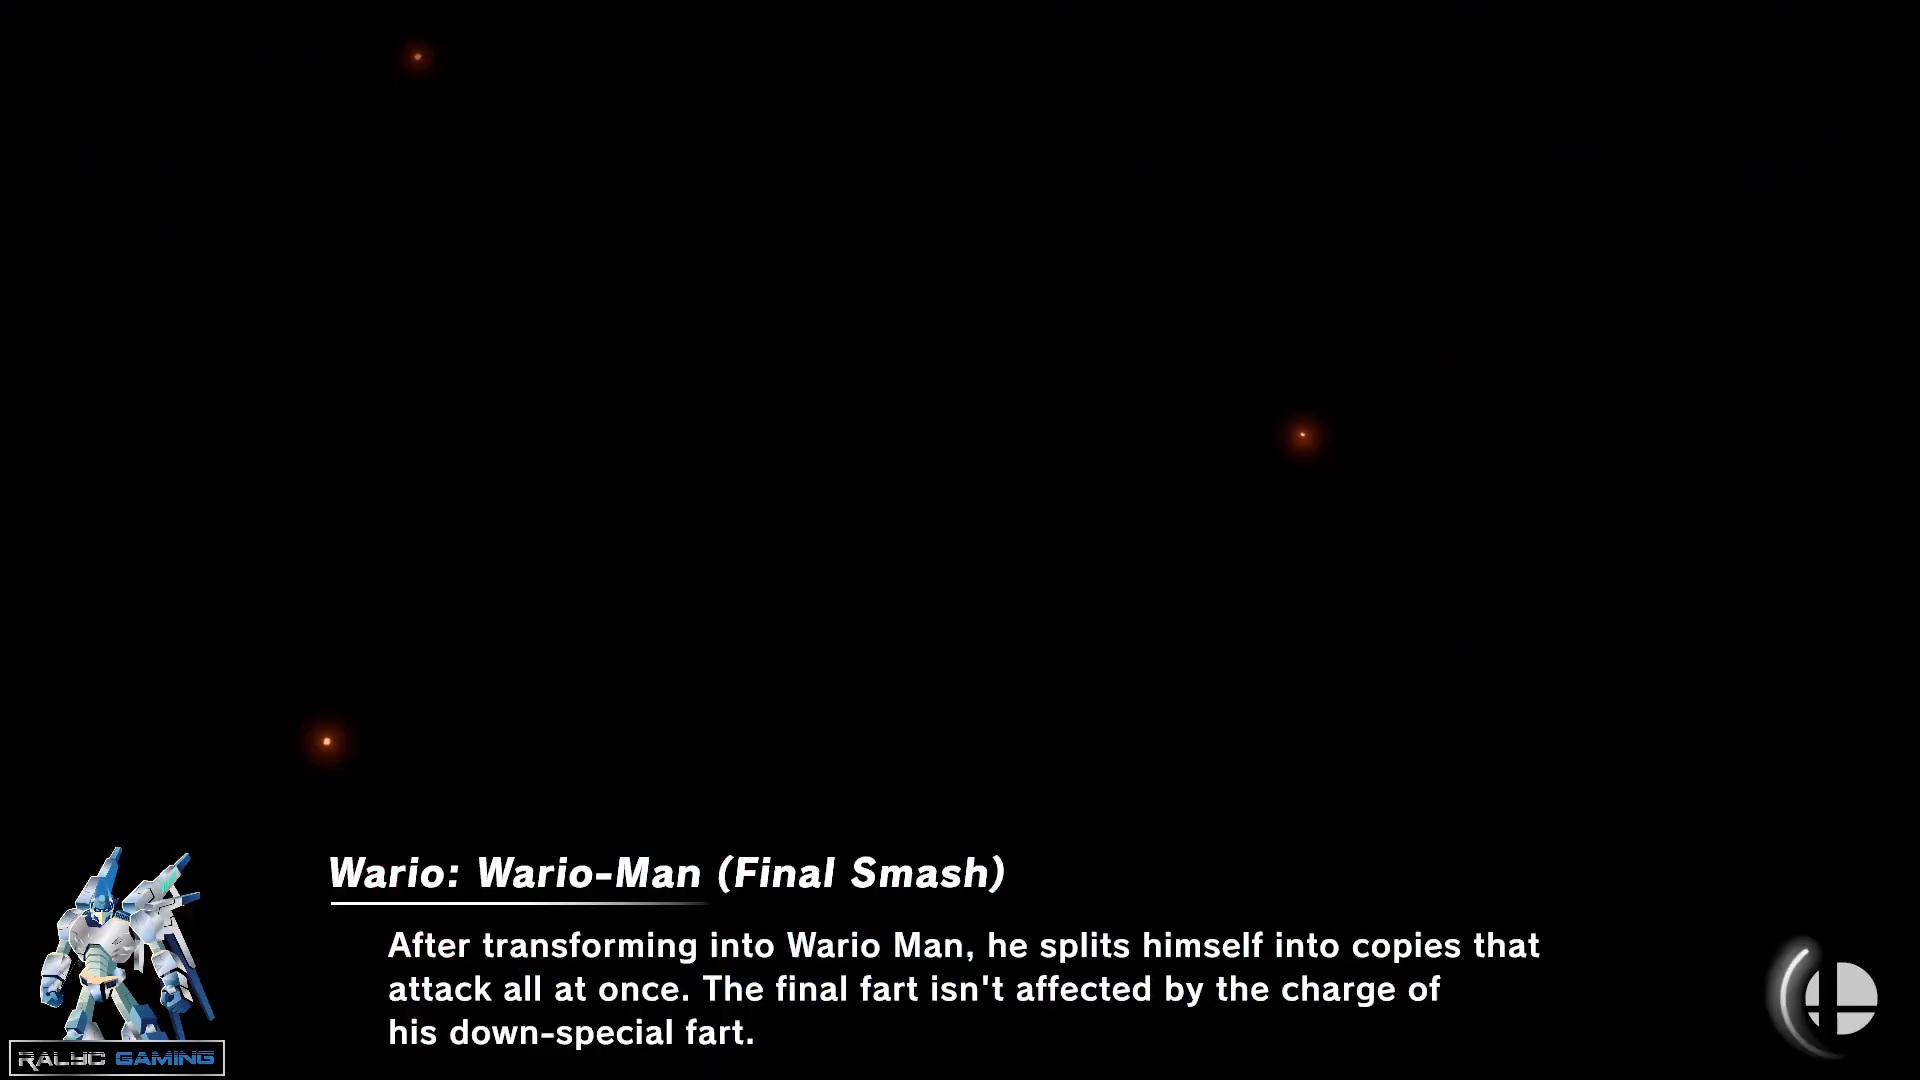 Wario: Wario-Man (Final Smash)
After transforming into Wario Man, he splits himself into copies that
attack all at once. The final fart isn't affected by the charge of
his down-special fart.
RALYC GAMING